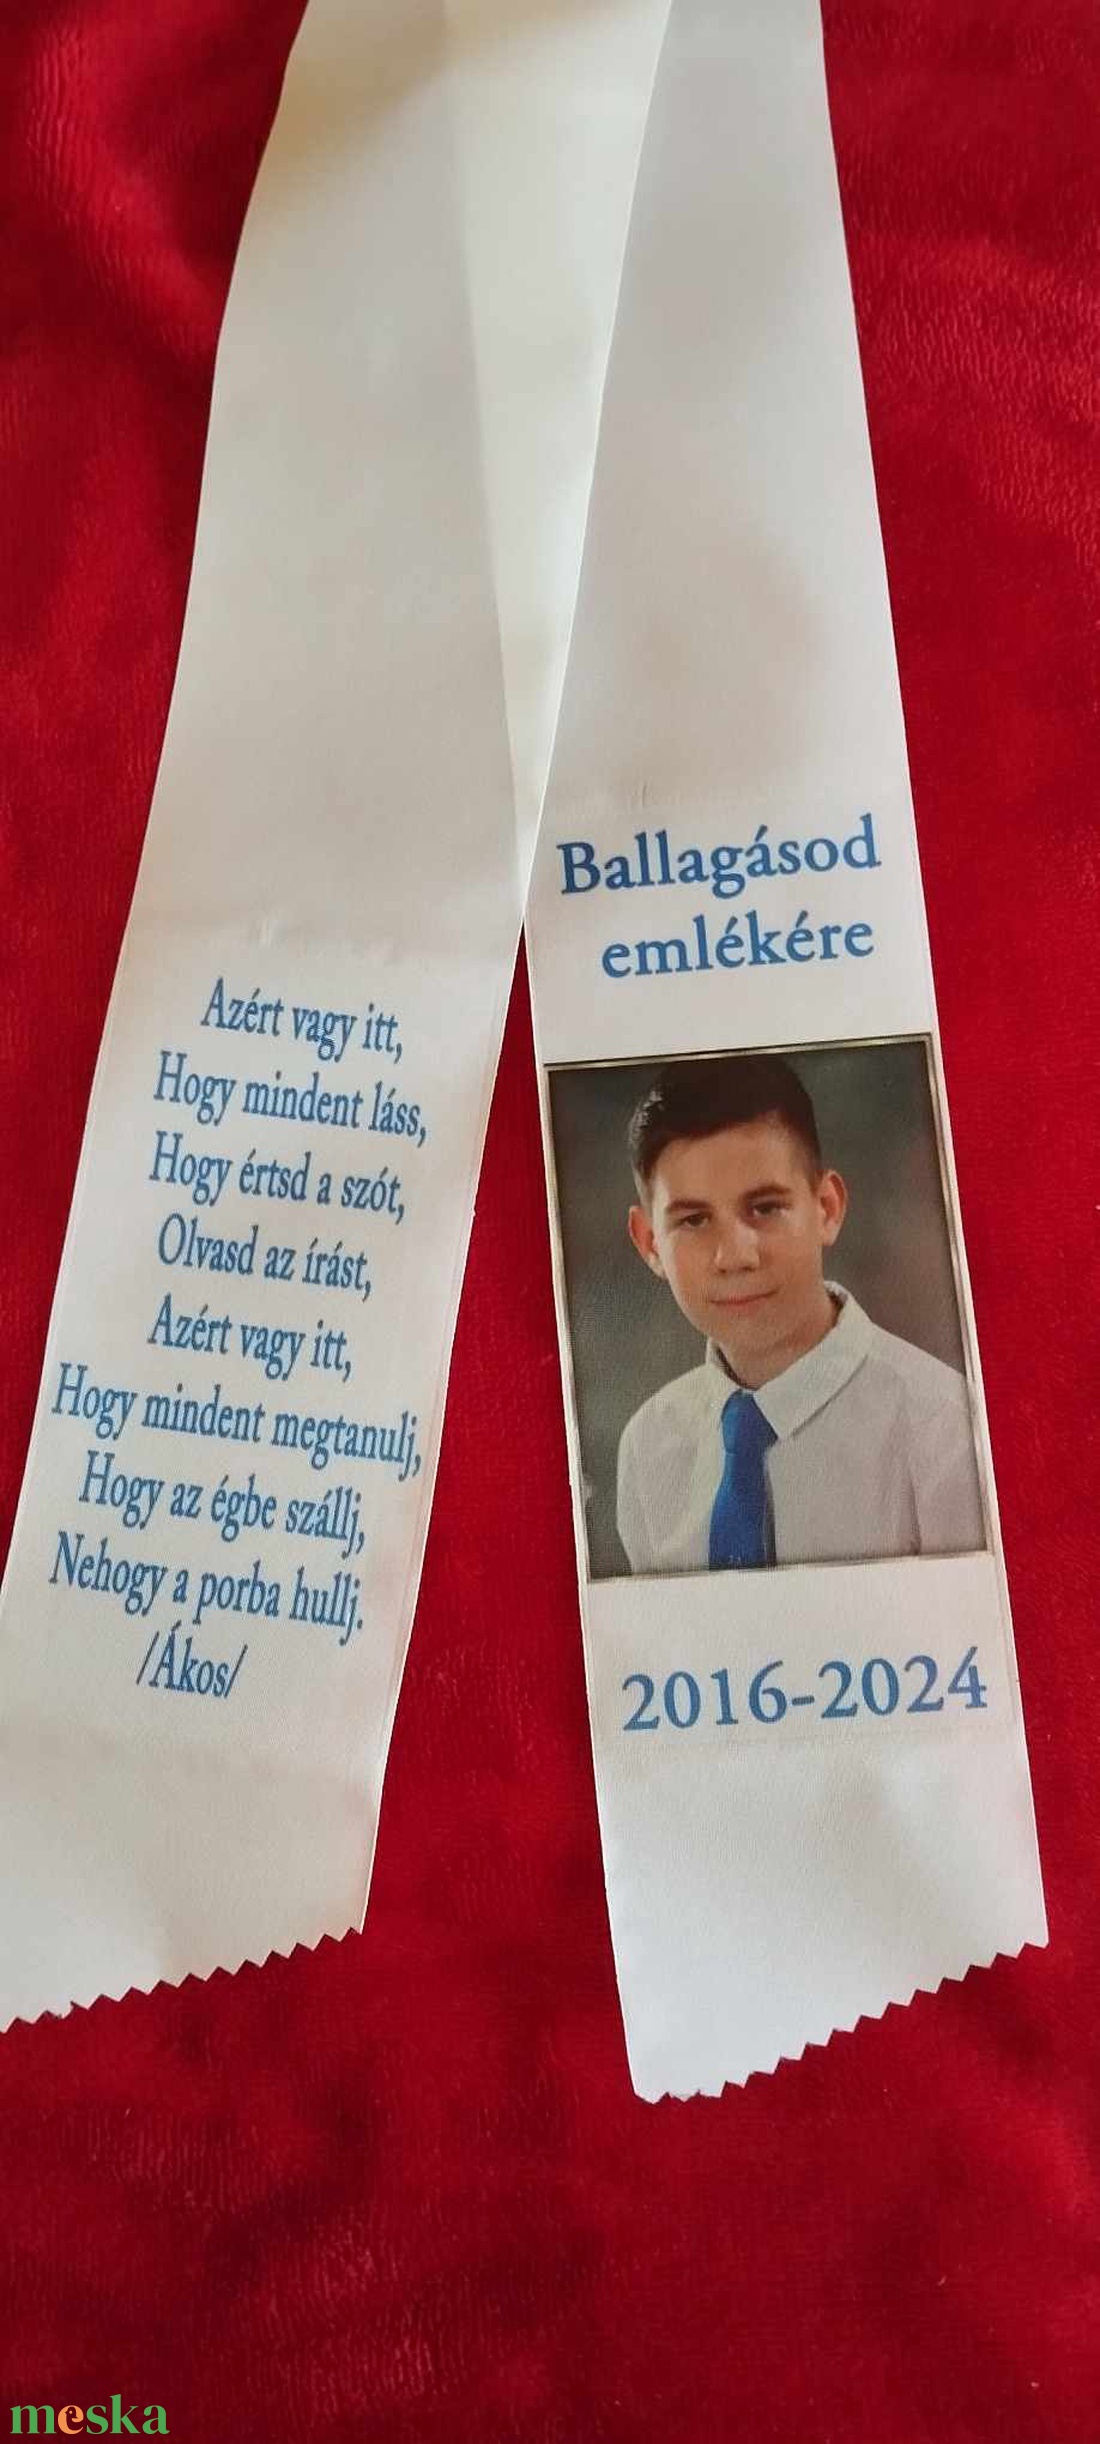 Azért vagy itt,
Hogy mindent láss,
Hogy értsd a szót,
Olvasd az írást,
Azért vagy itt,
Hogy mindent megtanulj,
Hogy az égbe szállj,
Nehogy a porba hullj.
/Ákos/
Ballagásod
emlékére
2016-2024
meska